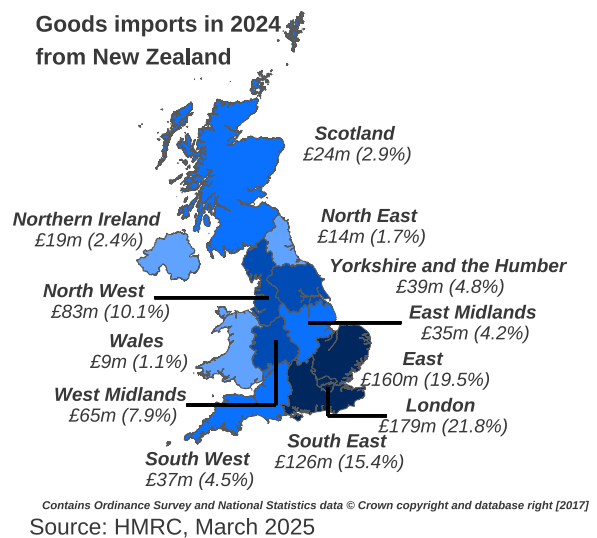 Goods imports in 2024
from New Zealand
Scotland
£24m (2.9%)
Northern Ireland
£19m (2.4%)
North East
£14m (1.7%)
Yorkshire and the Humber
£39m (4.8%)
North West
£83m (10.1%)
East Midlands
£35m (4.2%)
Wales
£9m (1.1%)
East
£160m (19.5%)
West Midlands
£65m (7.9%)
London
£179m (21.8%)
South East
£126m (15.4%)
South West
£37m (4.5%)
Contains Ordinance Survey and National Statistics data © Crown copyright and database right [2017]
Source: HMRC, March 2025